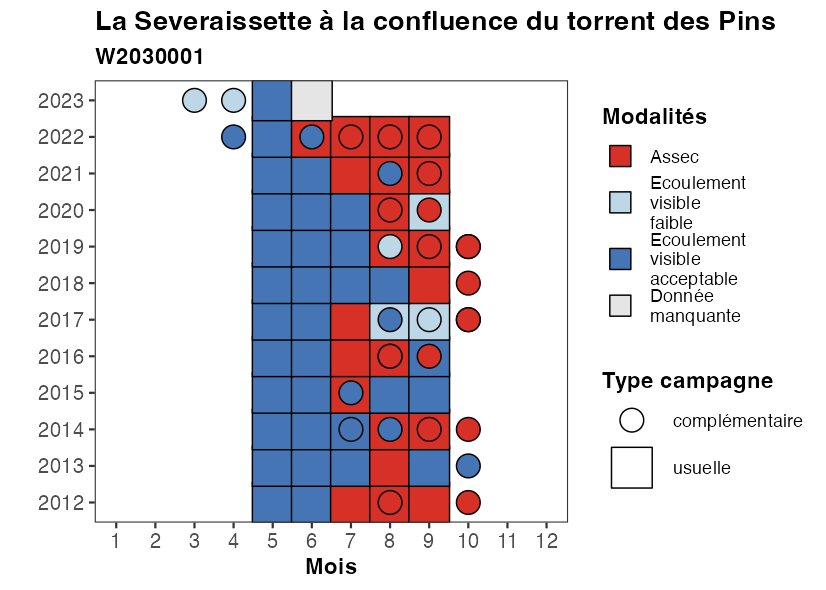 La Severaissette à la confluence du torrent des Pins
W2030001
2023
2022
2021
2020
2019
2018
2017
2016
2015
2014
2013
2012
1 2 3 4 5 6 7 8 9 10 11 12
Mois
Modalités
Assec
Ecoulement
visible
faible
Ecoulement
visible
acceptable
Donnée
manquante
Type campagne
complémentaire
usuelle